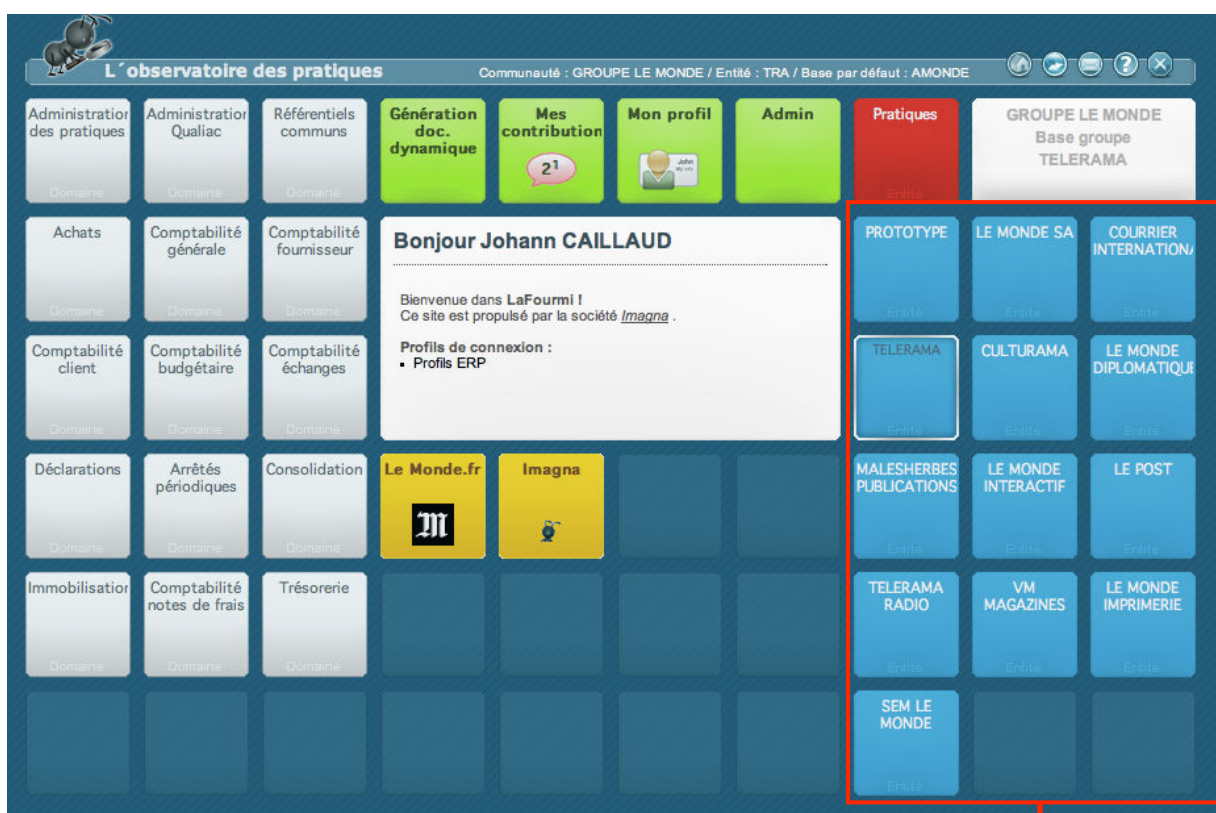 L´observatoire des pratiques
Communauté : GROUPE LE MONDE / Entité : TRA / Base par défaut : AMONDE
?
Administration
des pratiques
Domaine
Administration
Qualiac
Domaine
Référentiels
communs
Domaine
Génération
doc.
dynamique
Mes
contribution
2¹
Mon profil
John
Admin
Pratiques
Entité
GROUPE LE MONDE
Base groupe
TELERAMA
Achats
Domaine
Comptabilité
générale
Domaine
Comptabilité
fournisseur
Domaine
Bonjour Johann CAILLAUD
Bienvenue dans LaFourmi !
Ce site est propulsé par la société Imagna .
Profils de connexion :
▪ Profils ERP
PROTOTYPE
Entité
LE MONDE SA
Entité
COURRIER
INTERNATIONA
Entité
Comptabilité
client
Domaine
Comptabilité
budgétaire
Domaine
Comptabilité
échanges
Domaine
TELERAMA
Entité
CULTURAMA
Entité
LE MONDE
DIPLOMATIQUE
Entité
Déclarations
Domaine
Arrêtés
périodiques
Domaine
Consolidation
Domaine
Le Monde.fr
M
Imagna
MALESHERBES
PUBLICATIONS
Entité
LE MONDE
INTERACTIF
Entité
LE POST
Entité
Immobilisation
Domaine
Comptabilité
notes de frais
Domaine
Trésorerie
Domaine
TELERAMA
RADIO
Entité
VM
MAGAZINES
Entité
LE MONDE
IMPRIMERIE
Entité
SEM LE
MONDE
Entité